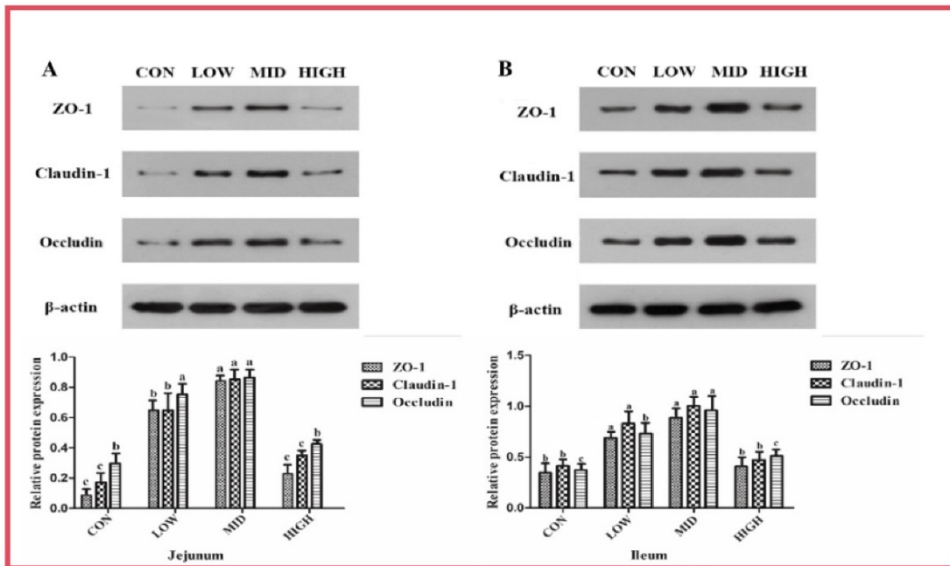 A
CON LOW MID HIGH
ZO-1
Claudin-1
Occludin
β-actin
Relative protein expression
1.0
0.8
0.6
0.4
0.2
0.0
c c b
b b a
a a a
c c b
ZO-1
Claudin-1
Occludin
CON LOW MID HIGH
Jejunum
B
CON LOW MID HIGH
ZO-1
Claudin-1
Occludin
β-actin
Relative protein expression
1.5
1.0
0.5
0.0
b b c
a a b
a a a
b b c
ZO-1
Claudin-1
Occludin
CON LOW MID HIGH
Ileum